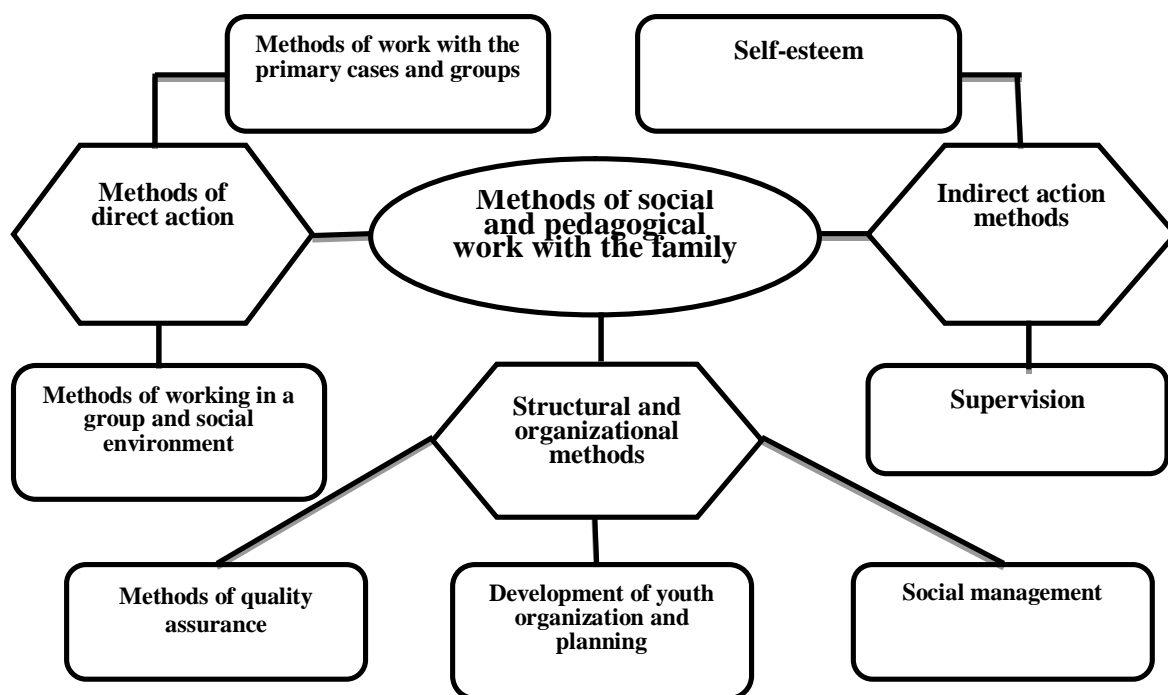 Methods of work with the
primary cases and groups
Self-esteem
Methods of
direct action
Methods of social
and pedagogical
work with the family
Indirect action
methods
Methods of working in a
group and social
environment
Structural and
organizational
methods
Supervision
Methods of quality
assurance
Development of youth
organization and
planning
Social management